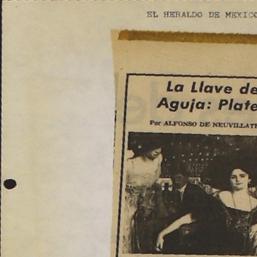 EL HERALDO DE MEXICO
La Llave de
Aguja: Plate
Por ALFONSO DE NEUVILLATE